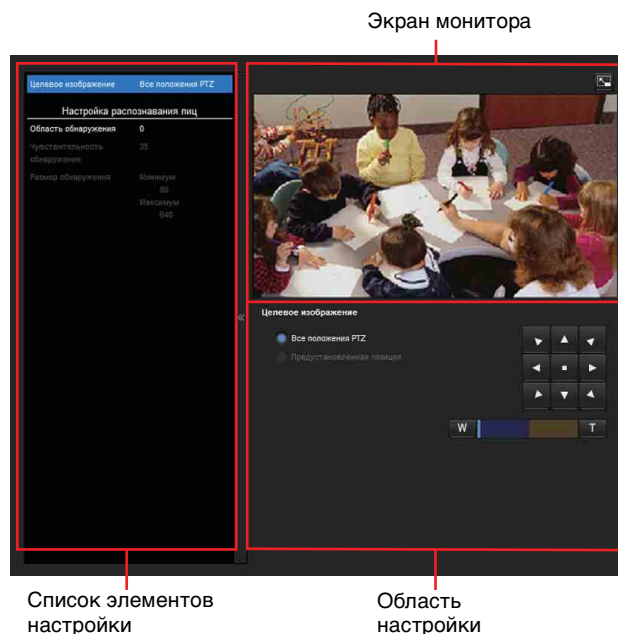 Экран монитора
Целевое изображение Все положения PTZ
Настройка распознавания лиц
Область обнаружения 0
Чувствительность обнаружения 35
Размер обнаружения Минимум
80
Максимум
640
«
Целевое изображение
Все положения PTZ
Предустановленная позиция
W T
Список элементов
настройки
Область
настройки